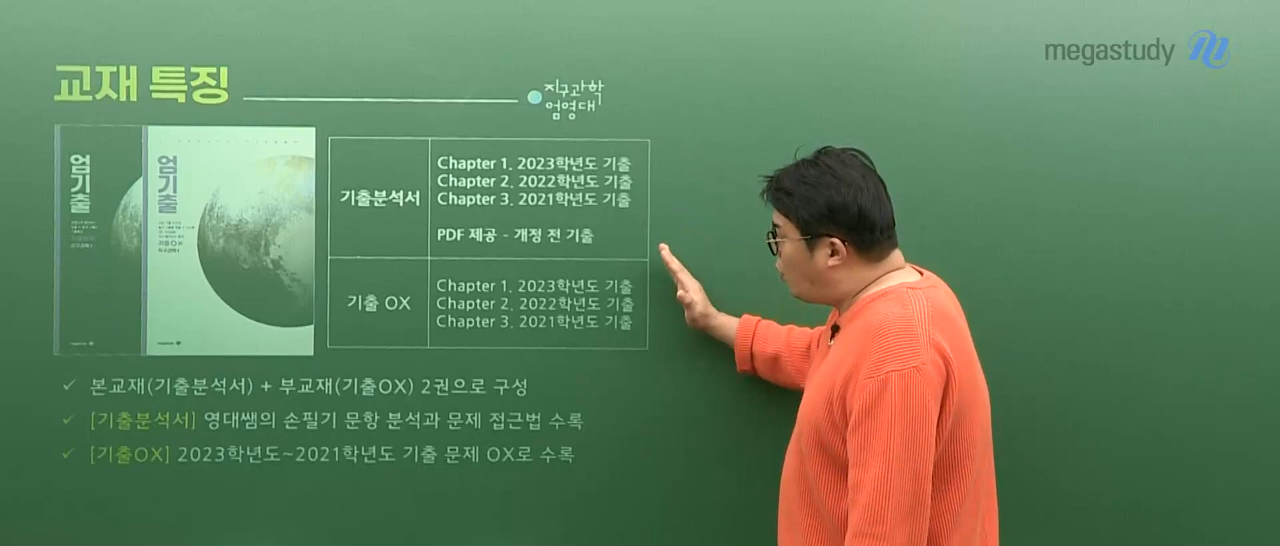 megastudy
교재 특징
지구과학
엄영대
엄기출
엄기출
기출분석서
Chapter 1. 2023학년도 기출
Chapter 2. 2022학년도 기출
Chapter 3. 2021학년도 기출
PDF 제공 - 개정 전 기출
기출 OX
Chapter 1. 2023학년도 기출
Chapter 2. 2022학년도 기출
Chapter 3. 2021학년도 기출
✓ 본교재(기출분석서) + 부교재(기출OX) 2권으로 구성
✓ [기출분석서] 영대쌤의 손필기 문항 분석과 문제 접근법 수록
✓ [기출OX] 2023학년도~2021학년도 기출 문제 OX로 수록